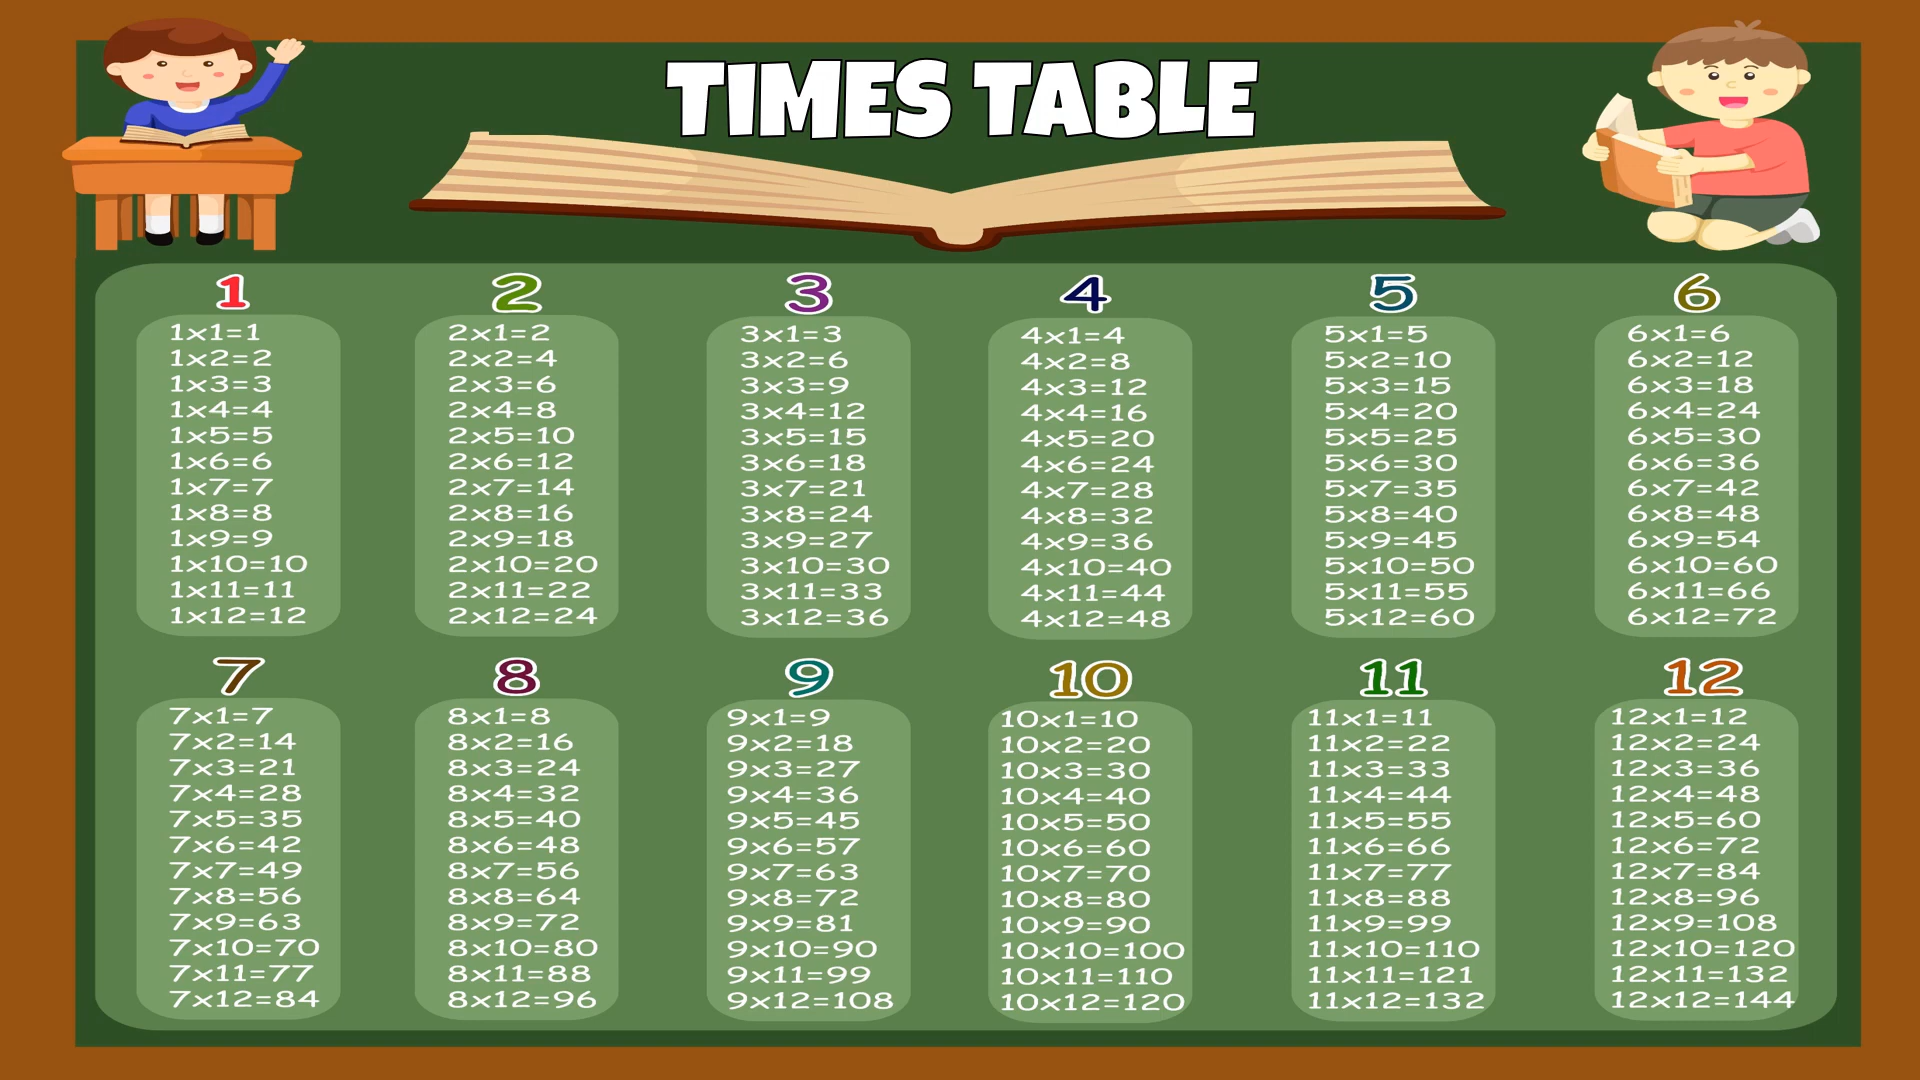 TIMES TABLE
1
1x1=1
1x2=2
1x3=3
1x4=4
1x5=5
1x6=6
1x7=7
1x8=8
1x9=9
1x10=10
1x11=11
1x12=12
2
2x1=2
2x2=4
2x3=6
2x4=8
2x5=10
2x6=12
2x7=14
2x8=16
2x9=18
2x10=20
2x11=22
2x12=24
3
3x1=3
3x2=6
3x3=9
3x4=12
3x5=15
3x6=18
3x7=21
3x8=24
3x9=27
3x10=30
3x11=33
3x12=36
4
4x1=4
4x2=8
4x3=12
4x4=16
4x5=20
4x6=24
4x7=28
4x8=32
4x9=36
4x10=40
4x11=44
4x12=48
5
5x1=5
5x2=10
5x3=15
5x4=20
5x5=25
5x6=30
5x7=35
5x8=40
5x9=45
5x10=50
5x11=55
5x12=60
6
6x1=6
6x2=12
6x3=18
6x4=24
6x5=30
6x6=36
6x7=42
6x8=48
6x9=54
6x10=60
6x11=66
6x12=72
7
7x1=7
7x2=14
7x3=21
7x4=28
7x5=35
7x6=42
7x7=49
7x8=56
7x9=63
7x10=70
7x11=77
7x12=84
8
8x1=8
8x2=16
8x3=24
8x4=32
8x5=40
8x6=48
8x7=56
8x8=64
8x9=72
8x10=80
8x11=88
8x12=96
9
9x1=9
9x2=18
9x3=27
9x4=36
9x5=45
9x6=57
9x7=63
9x8=72
9x9=81
9x10=90
9x11=99
9x12=108
10
10x1=10
10x2=20
10x3=30
10x4=40
10x5=50
10x6=60
10x7=70
10x8=80
10x9=90
10x10=100
10x11=110
10x12=120
11
11x1=11
11x2=22
11x3=33
11x4=44
11x5=55
11x6=66
11x7=77
11x8=88
11x9=99
11x10=110
11x11=121
11x12=132
12
12x1=12
12x2=24
12x3=36
12x4=48
12x5=60
12x6=72
12x7=84
12x8=96
12x9=108
12x10=120
12x11=132
12x12=144